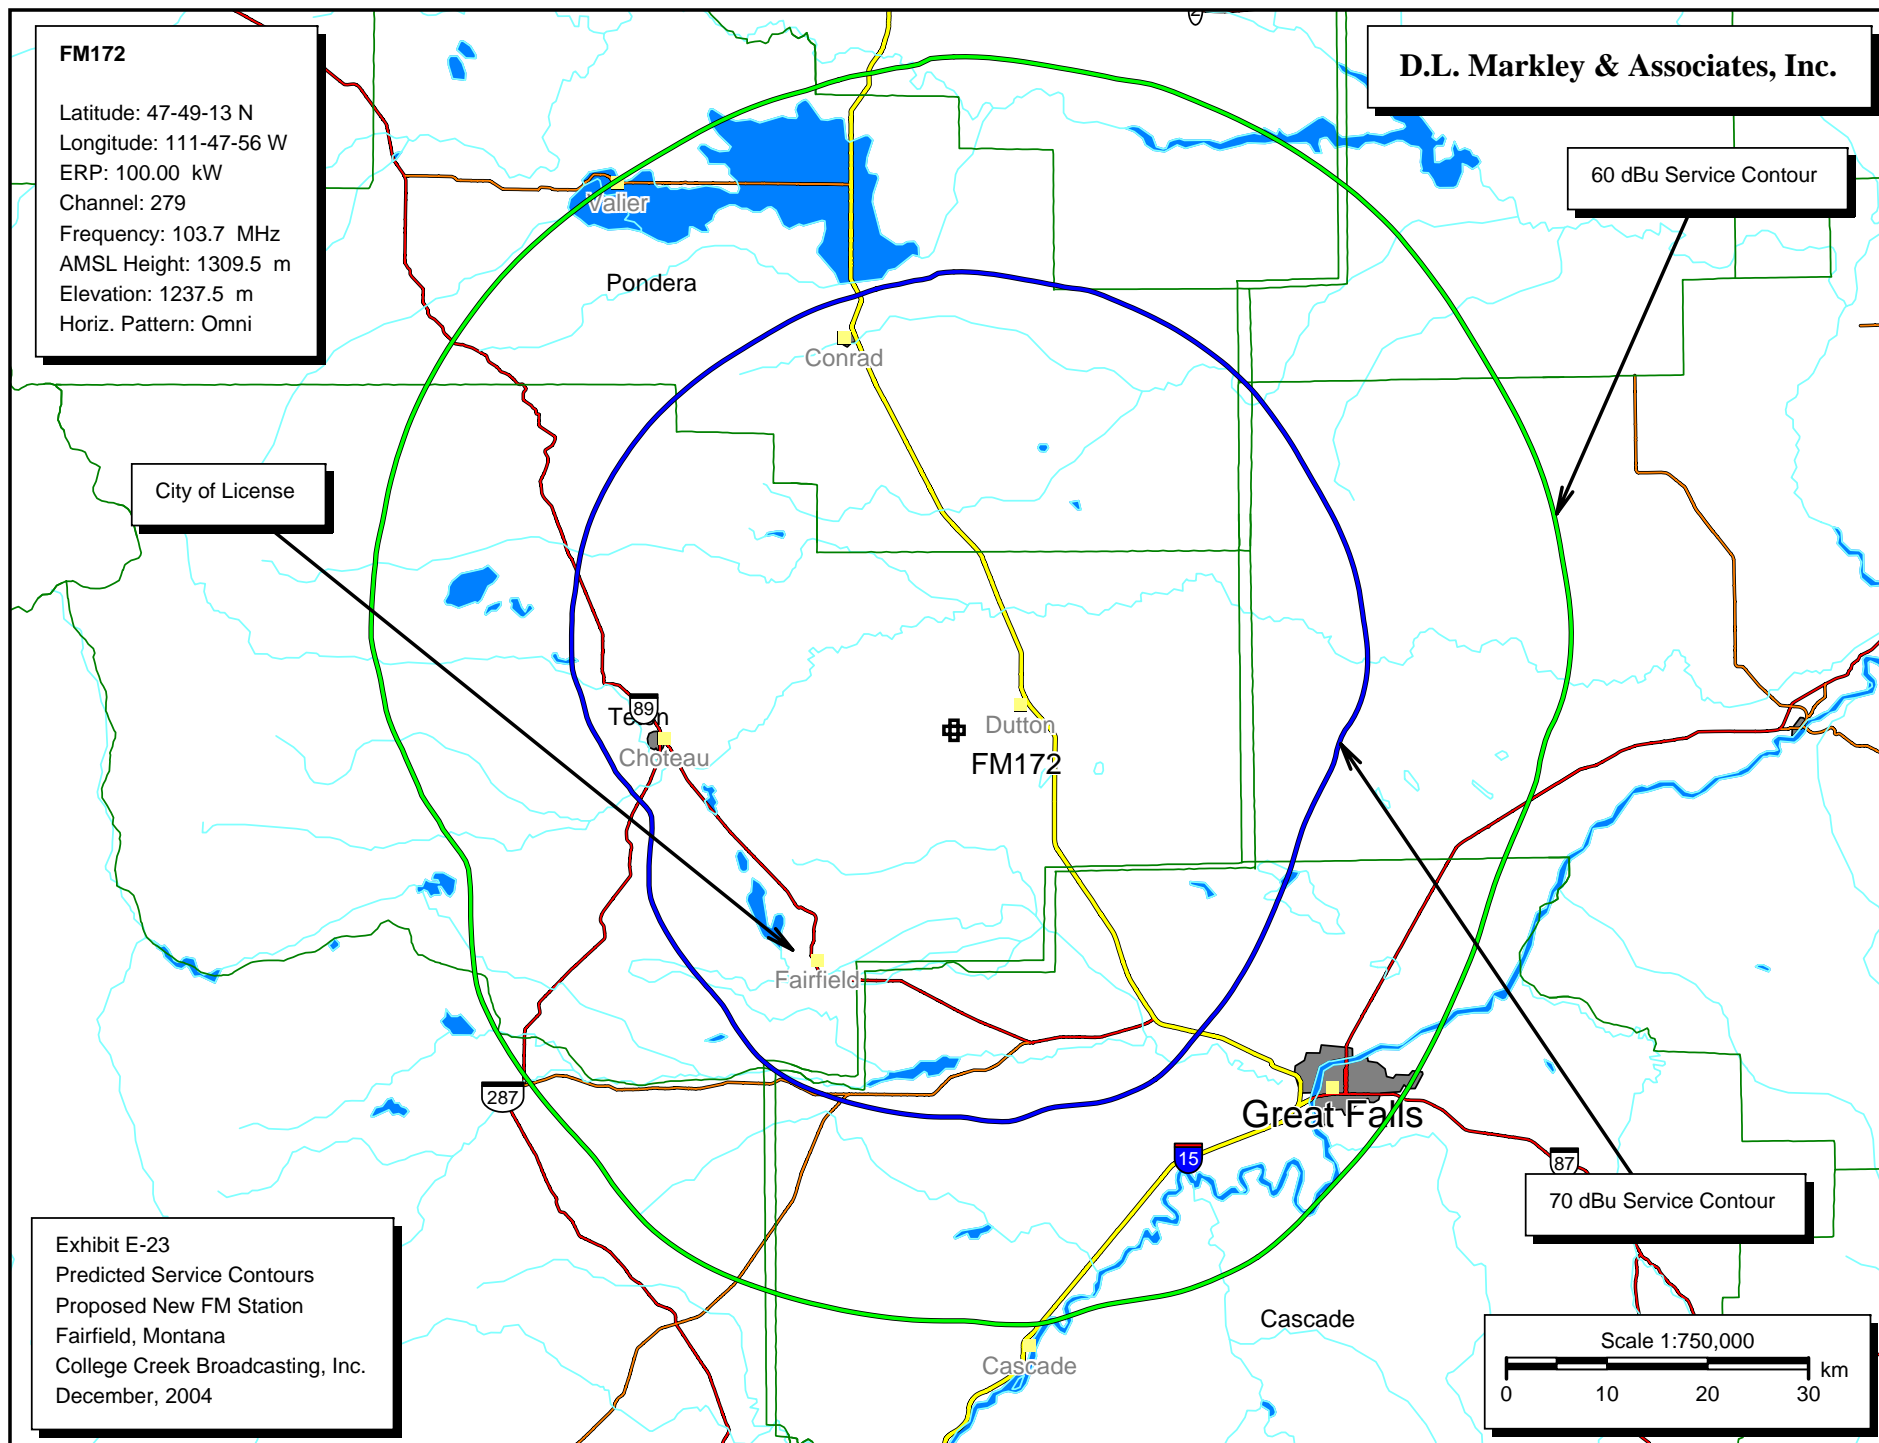 FM172
Latitude: 47-49-13 N
Longitude: 111-47-56 W
ERP: 100.00 kW
Channel: 279
Frequency: 103.7 MHz
AMSL Height: 1309.5 m
Elevation: 1237.5 m
Horiz. Pattern: Omni
D.L. Markley & Associates, Inc.
60 dBu Service Contour
Valier
Pondera
Conrad
City of License
89
Choteau
Dutton
FM172
Fairfield
287
Great Falls
15
87
70 dBu Service Contour
Cascade
Cascade
Exhibit E-23
Predicted Service Contours
Proposed New FM Station
Fairfield, Montana
College Creek Broadcasting, Inc.
December, 2004
Scale 1:750,000
km
0 10 20 30